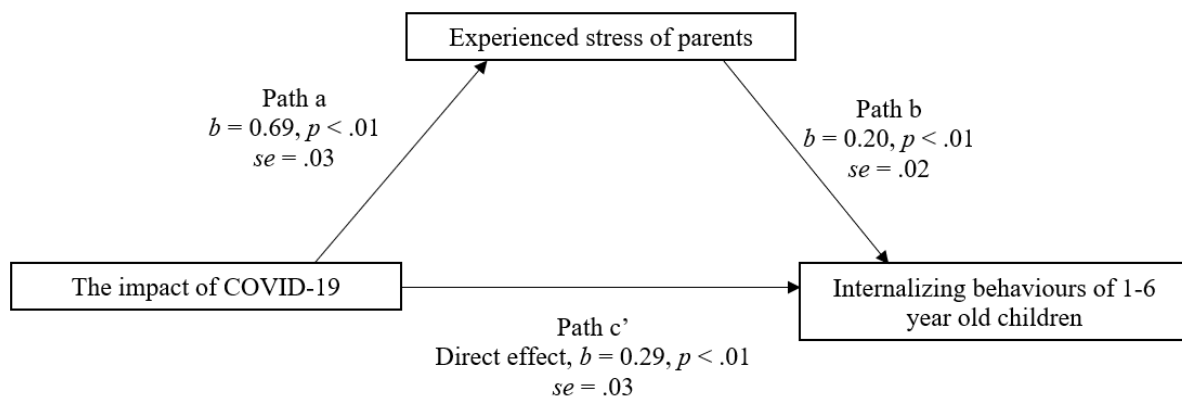 Experienced stress of parents
Path a
b = 0.69, p < .01
se = .03
Path b
b = 0.20, p < .01
se = .02
The impact of COVID-19
Internalizing behaviours of 1-6
year old children
Path c’
Direct effect, b = 0.29, p < .01
se = .03